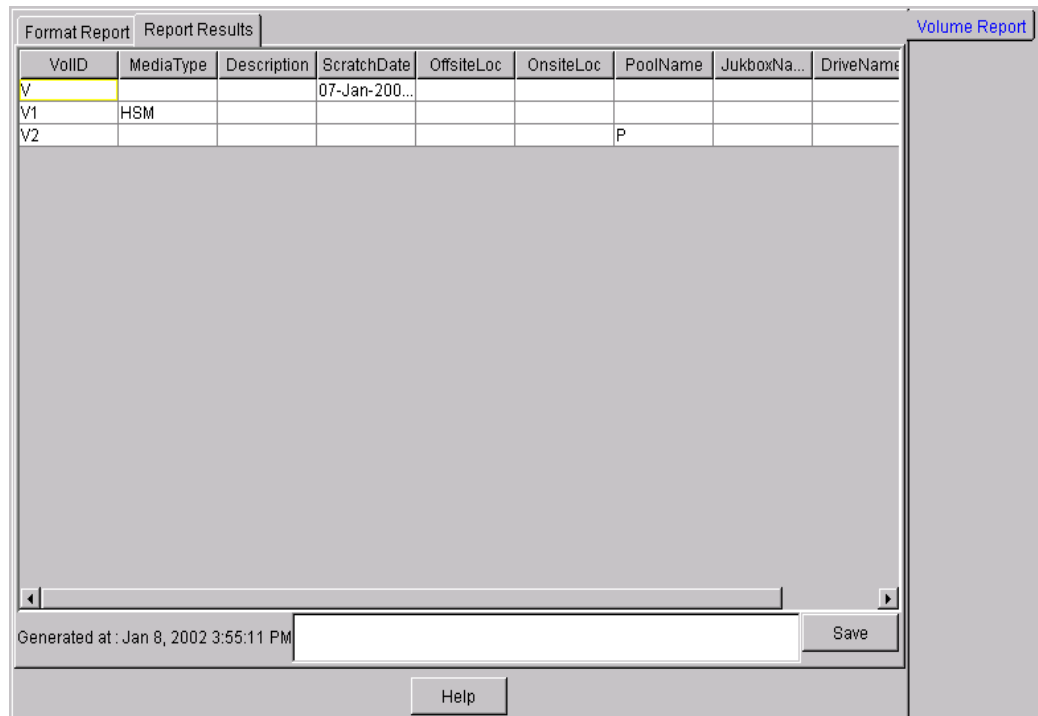 Format Report Report Results Volume Report
VolID MediaType Description ScratchDate OffsiteLoc OnsiteLoc PoolName JukboxNa... DriveName
V 07-Jan-200...
V1 HSM
V2 P
Generated at : Jan 8, 2002 3:55:11 PM Save
Help